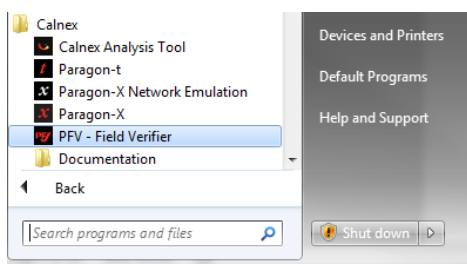 Calnex
Calnex Analysis Tool
Paragon-t
Paragon-X Network Emulation
Paragon-X
PFV - Field Verifier
Documentation
Back
Search programs and files
Devices and Printers
Default Programs
Help and Support
Shut down